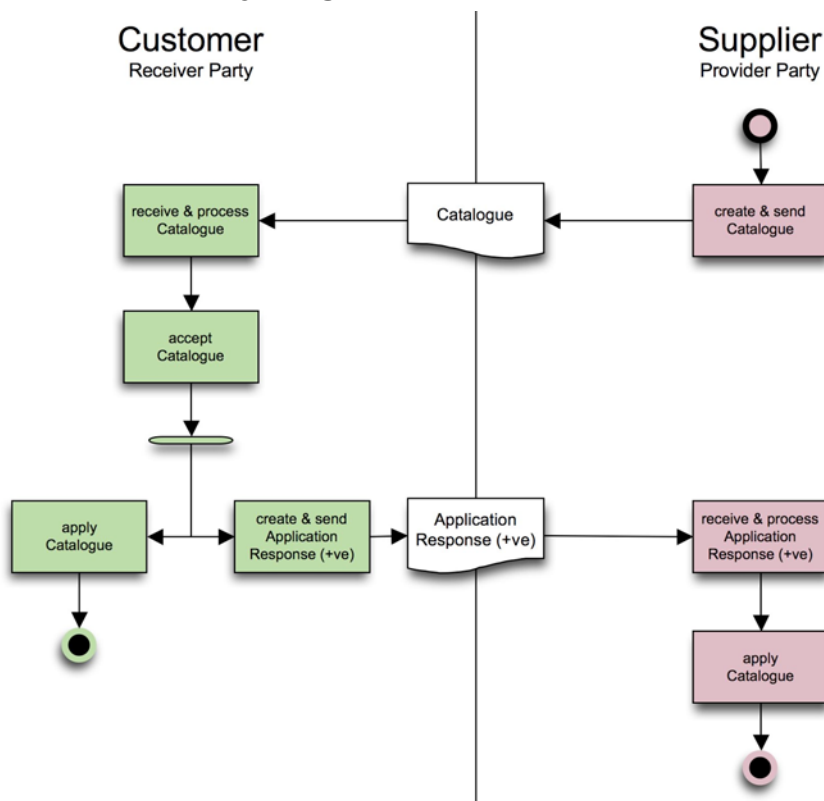 Customer
Receiver Party
Supplier
Provider Party
receive & process
Catalogue
Catalogue
create & send
Catalogue
accept
Catalogue
apply
Catalogue
create & send
Application
Response (+ve)
Application
Response (+ve)
receive & process
Application
Response (+ve)
apply
Catalogue